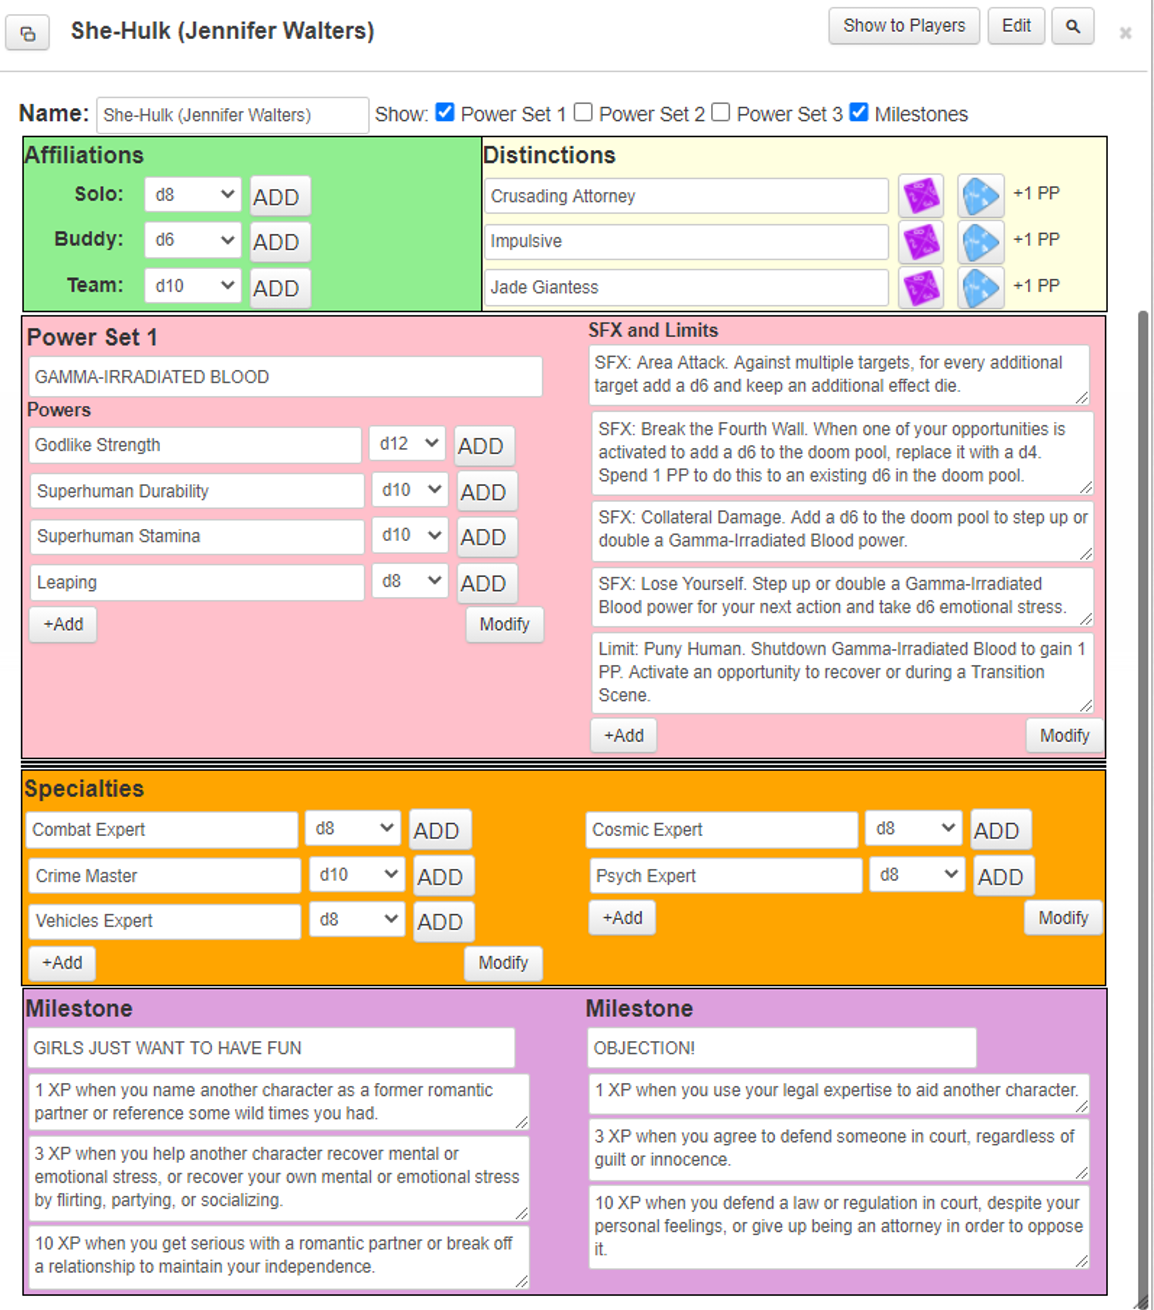 She-Hulk (Jennifer Walters)
Show to Players
Edit
Name: She-Hulk (Jennifer Walters) Show: Power Set 1 Power Set 2 Power Set 3 Milestones
Affiliations
Solo: d8 ADD
Buddy: d6 ADD
Team: d10 ADD
Distinctions
Crusading Attorney +1 PP
Impulsive +1 PP
Jade Giantess +1 PP
Power Set 1
GAMMA-IRRADIATED BLOOD
Powers
Godlike Strength d12 ADD
Superhuman Durability d10 ADD
Superhuman Stamina d10 ADD
Leaping d8 ADD
+Add Modify
SFX and Limits
SFX: Area Attack. Against multiple targets, for every additional
target add a d6 and keep an additional effect die.
SFX: Break the Fourth Wall. When one of your opportunities is
activated to add a d6 to the doom pool, replace it with a d4.
Spend 1 PP to do this to an existing d6 in the doom pool.
SFX: Collateral Damage. Add a d6 to the doom pool to step up or
double a Gamma-Irradiated Blood power.
SFX: Lose Yourself. Step up or double a Gamma-Irradiated
Blood power for your next action and take d6 emotional stress.
Limit: Puny Human. Shutdown Gamma-Irradiated Blood to gain 1
PP. Activate an opportunity to recover or during a Transition
Scene.
+Add Modify
Specialties
Combat Expert d8 ADD
Crime Master d10 ADD
Vehicles Expert d8 ADD
+Add Modify
Cosmic Expert d8 ADD
Psych Expert d8 ADD
+Add Modify
Milestone
GIRLS JUST WANT TO HAVE FUN
1 XP when you name another character as a former romantic
partner or reference some wild times you had.
3 XP when you help another character recover mental or
emotional stress, or recover your own mental or emotional stress
by flirting, partying, or socializing.
10 XP when you get serious with a romantic partner or break off
a relationship to maintain your independence.
Milestone
OBJECTION!
1 XP when you use your legal expertise to aid another character.
3 XP when you agree to defend someone in court, regardless of
guilt or innocence.
10 XP when you defend a law or regulation in court, despite your
personal feelings, or give up being an attorney in order to oppose
it.